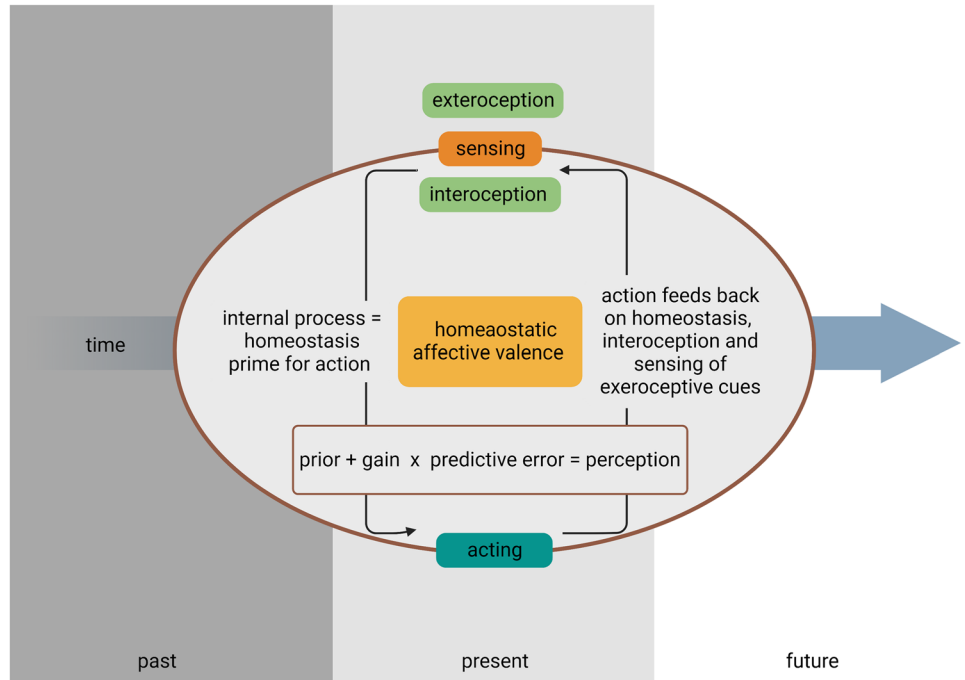 exteroception
sensing
interoception
internal process =
homeostasis
prime for action
homeaostatic
affective valence
action feeds back
on homeostasis,
interoception and
sensing of
exeroceptive cues
time
prior + gain x predictive error = perception
acting
past
present
future